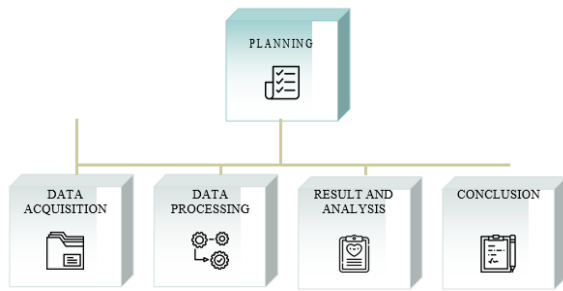 PLANNING
DATA
ACQUISITION
DATA
PROCESSING
RESULT AND
ANALYSIS
CONCLUSION